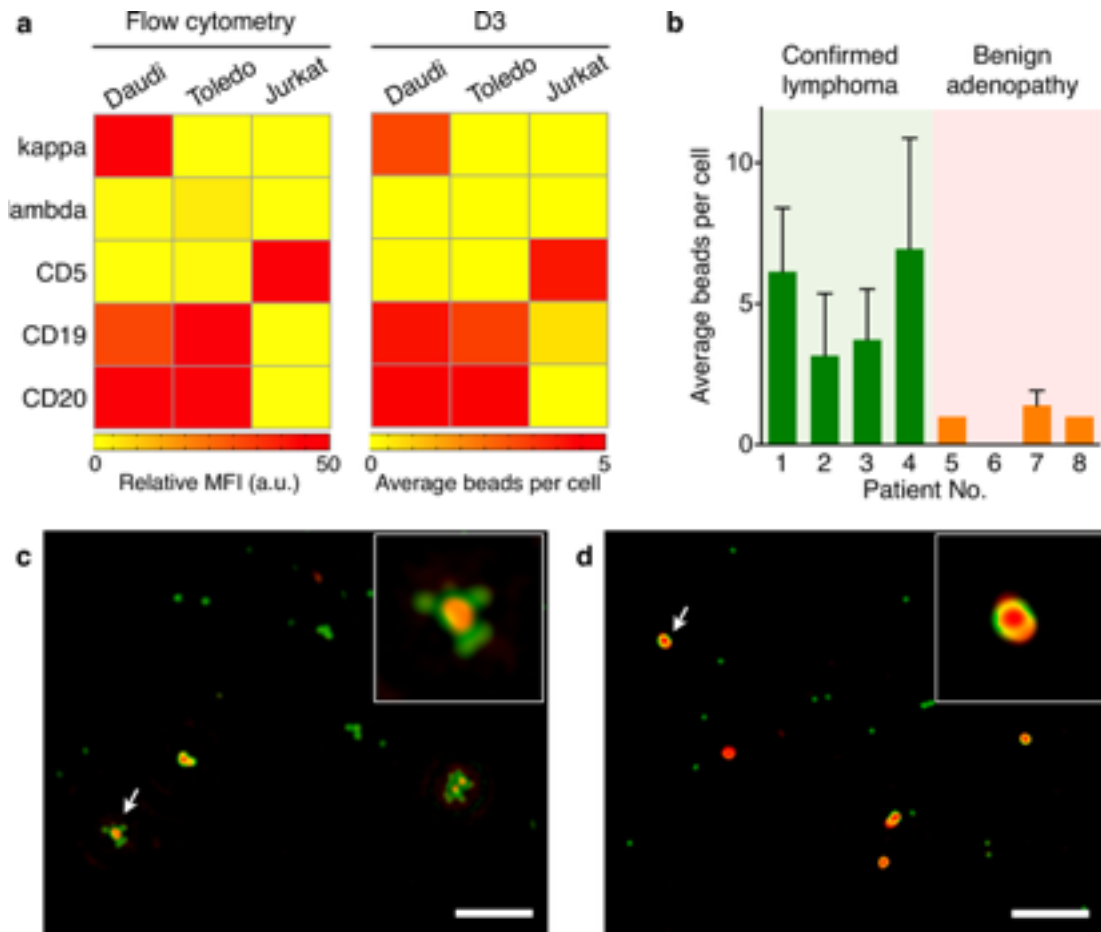 a
Flow cytometry
D3
Daudi
Toledo
Jurkat
Daudi
Toledo
Jurkat
kappa
ambda
CD5
CD19
CD20
0
50
Relative MFI (a.u.)
0
5
Average beads per cell
b
Confirmed
lymphoma
Benign
adenopathy
Average beads per cell
10
5
0
1 2 3 4 5 6 7 8
Patient No.
c
d